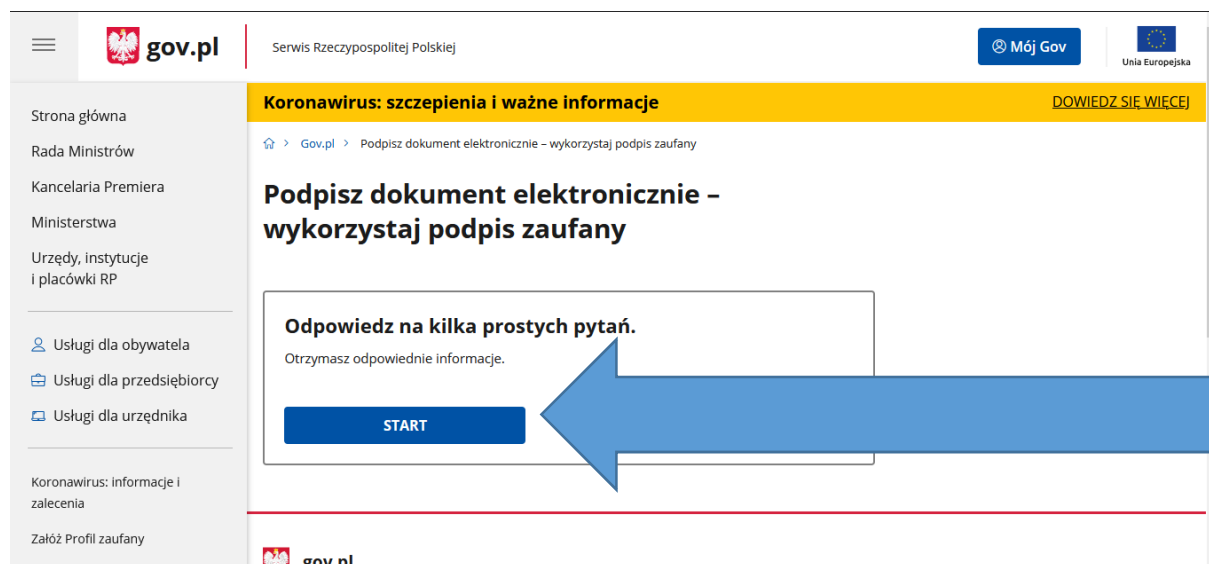 gov.pl
Serwis Rzeczypospolitej Polskiej
Mój Gov
Unia Europejska
Strona główna
Rada Ministrów
Kancelaria Premiera
Ministerstwa
Urzędy, instytucje
i placówki RP
Usługi dla obywatela
Usługi dla przedsiębiorcy
Usługi dla urzędnika
Koronawirus: informacje i
zalecenia
Załóż Profil zaufany
Koronawirus: szczepienia i ważne informacje
DOWIEDZ SIĘ WIĘCEJ
Gov.pl > Podpisz dokument elektronicznie – wykorzystaj podpis zaufany
Podpisz dokument elektronicznie –
wykorzystaj podpis zaufany
Odpowiedz na kilka prostych pytań.
Otrzymasz odpowiednie informacje.
START
gov.pl